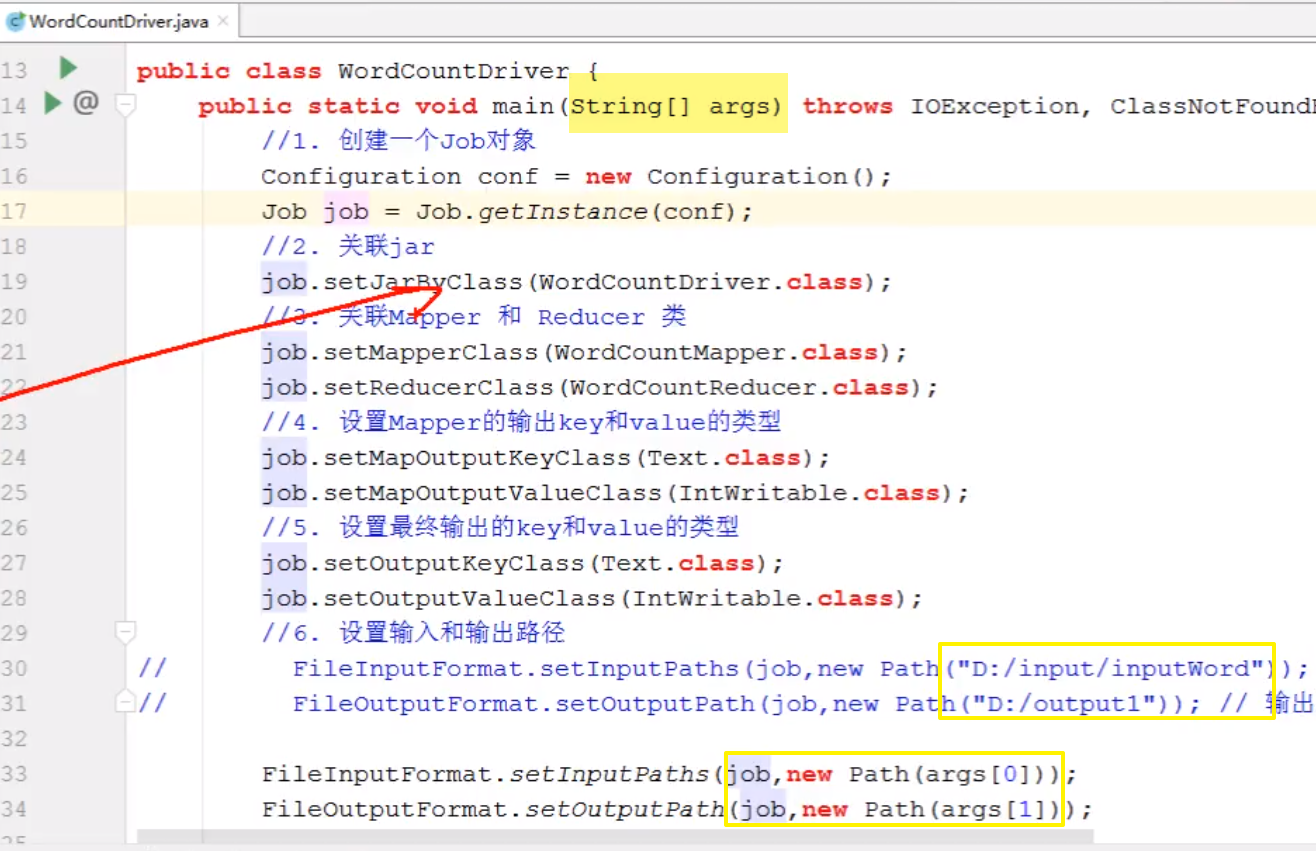 WordCountDriver.java
13 public class WordCountDriver {
14 @ public static void main(String[] args) throws IOException, ClassNotFound
15 //1. 创建一个Job对象
16 Configuration conf = new Configuration();
17 Job job = Job.getInstance(conf);
18 //2. 关联jar
19 job.setJarByClass(WordCountDriver.class);
20 //3. 关联Mapper 和 Reducer 类
21 job.setMapperClass(WordCountMapper.class);
22 job.setReducerClass(WordCountReducer.class);
23 //4. 设置Mapper的输出key和value的类型
24 job.setMapOutputKeyClass(Text.class);
25 job.setMapOutputValueClass(IntWritable.class);
26 //5. 设置最终输出的key和value的类型
27 job.setOutputKeyClass(Text.class);
28 job.setOutputValueClass(IntWritable.class);
29 //6. 设置输入和输出路径
30 // FileInputFormat.setInputPaths(job,new Path("D:/input/inputWord"));
31 // FileOutputFormat.setOutputPath(job,new Path("D:/output1")); // 输出
32
33 FileInputFormat.setInputPaths(job,new Path(args[0]));
34 FileOutputFormat.setOutputPath(job,new Path(args[1]));